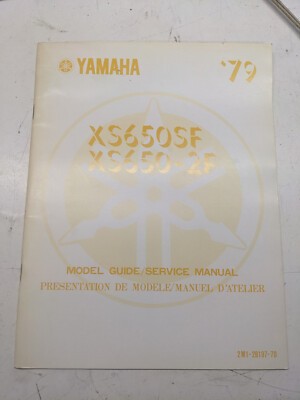 YAMAHA '79
XS650SF
XS650-2F
MODEL GUIDE/SERVICE MANUAL
PRESENTATION DE MODELE/MANUEL D'ATELIER